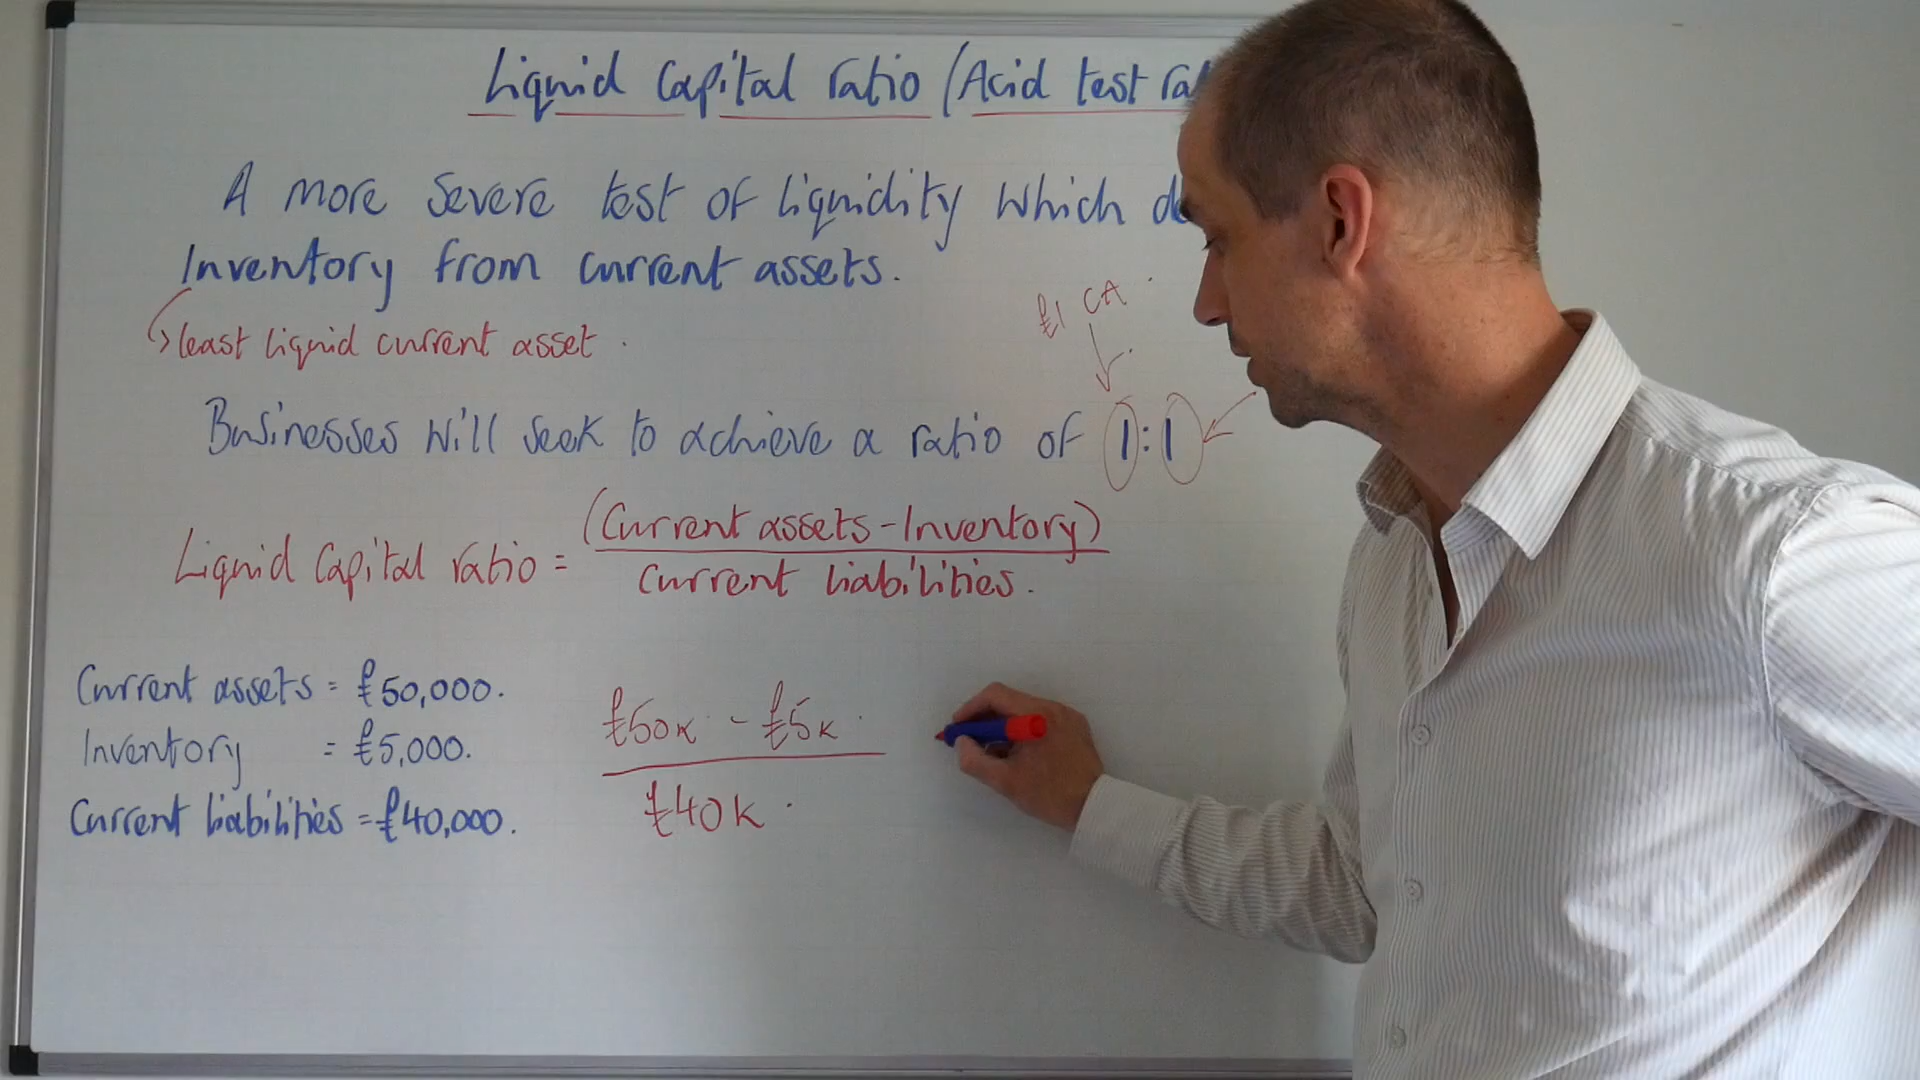 Liquid Capital ratio (Acid test
A more severe test of liquidity which
Inventory from current assets.
£1 CA
least liquid current asset.
Businesses will seek to achieve a ratio of 1:1
(Current assets - Inventory)
Liquid Capital ratio =
Current liabilities.
Current assets = £50,000.
£50k - £5k
Inventory = £5,000.
£40k
Current liabilities = £40,000.